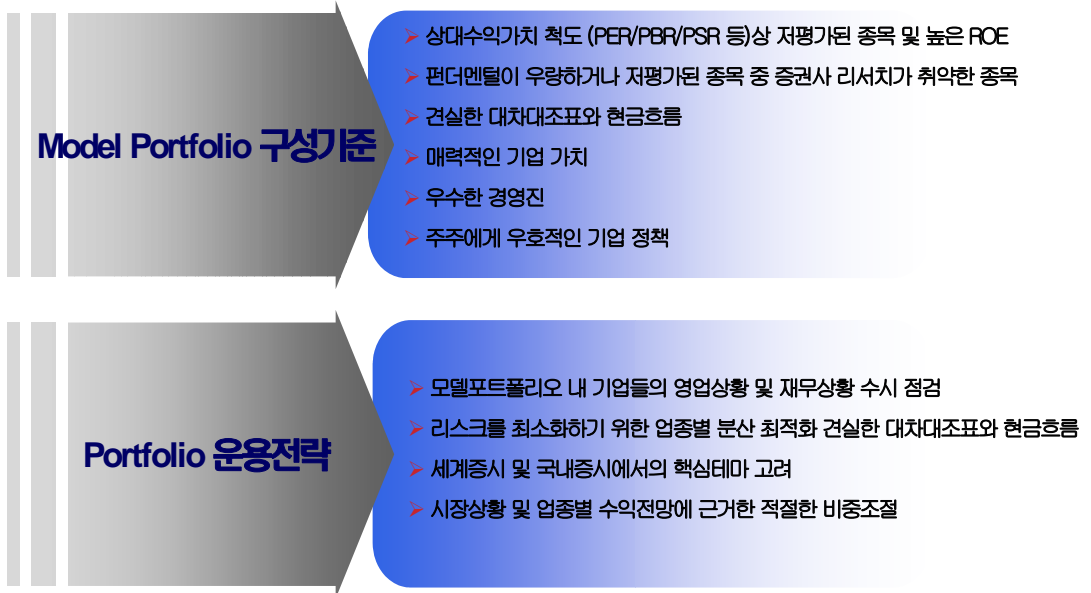 Model Portfolio 구성기준
상대수익가치 척도 (PER/PBR/PSR 등)상 저평가된 종목 및 높은 ROE
펀더멘털이 우량하거나 저평가된 종목 중 증권사 리서치가 취약한 종목
견실한 대차대조표와 현금흐름
매력적인 기업 가치
우수한 경영진
주주에게 우호적인 기업 정책
Portfolio 운용전략
모델포트폴리오 내 기업들의 영업상황 및 재무상황 수시 점검
리스크를 최소화하기 위한 업종별 분산 최적화 견실한 대차대조표와 현금흐름
세계증시 및 국내증시에서의 핵심테마 고려
시장상황 및 업종별 수익전망에 근거한 적절한 비중조절